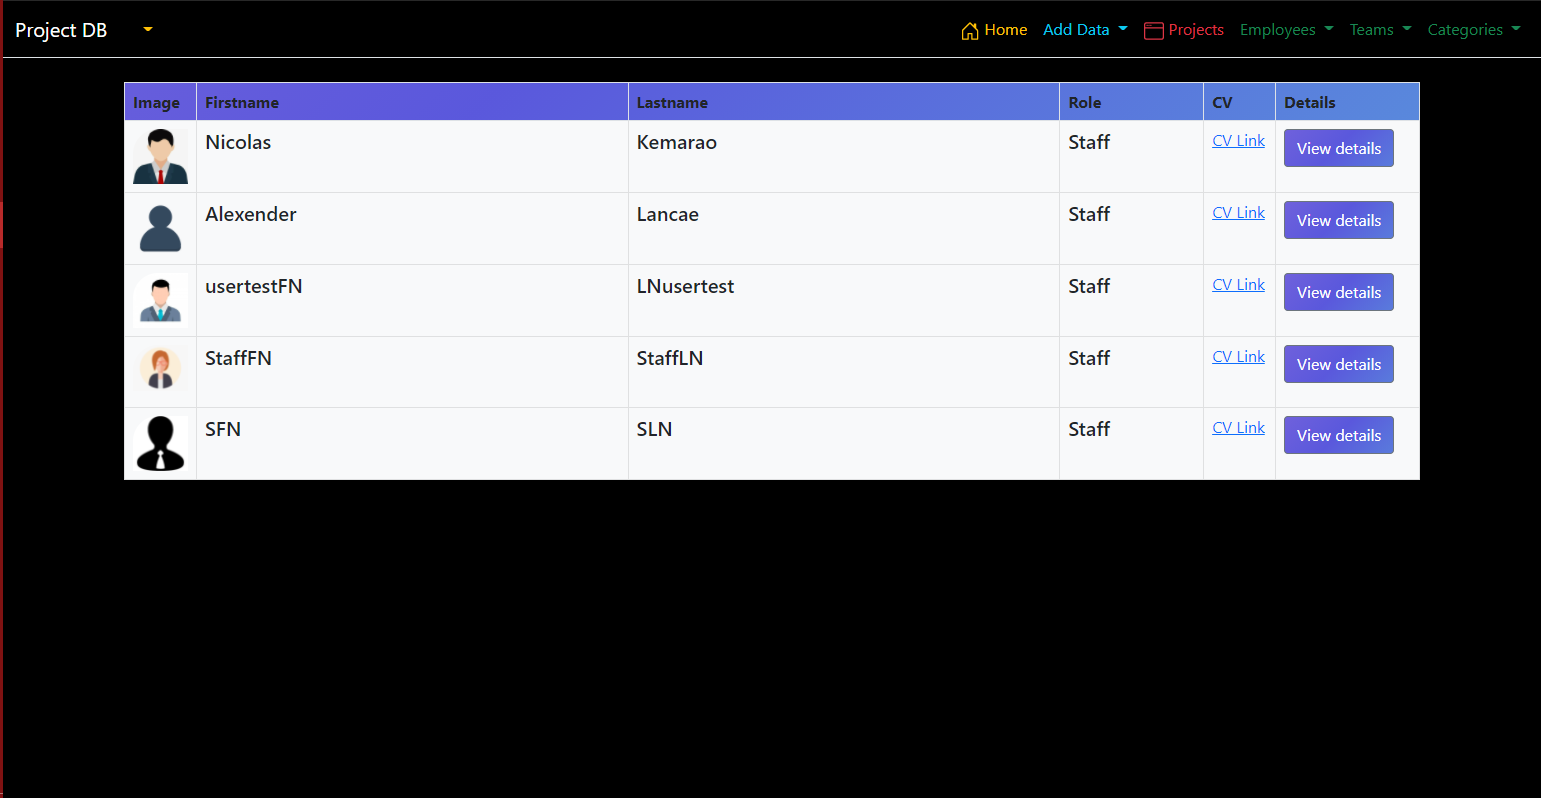 Project DB Home Add Data Projects Employees Teams Categories
Image Firstname Lastname Role CV Details
Nicolas Kemarao Staff CV Link View details
Alexender Lancae Staff CV Link View details
usertestFN LNusertest Staff CV Link View details
StaffFN StaffLN Staff CV Link View details
SFN SLN Staff CV Link View details